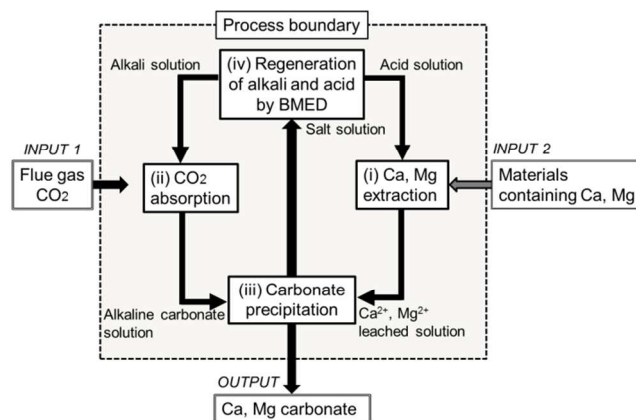 Process boundary
Alkali solution
(iv) Regeneration
of alkali and acid
by BMED
Acid solution
Salt solution
INPUT 1
Flue gas
CO2
(ii) CO2
absorption
(i) Ca, Mg
extraction
INPUT 2
Materials
containing Ca, Mg
Alkaline carbonate
solution
(iii) Carbonate
precipitation
Ca2+, Mg2+
leached solution
OUTPUT
Ca, Mg carbonate